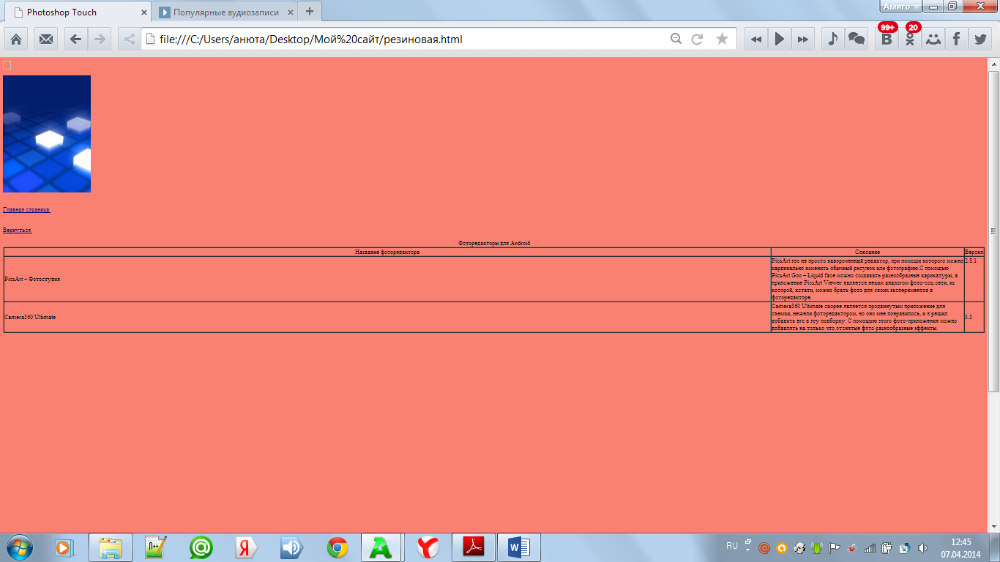 Photoshop Touch
Популярные аудиозаписи
Амиго
file:///C:/Users/анюта/Desktop/Мой%20сайт/резиновая.html
99+
20
Главная страница
Вернуться
Фоторедакторы для Android
Название фоторедактора
Описание
Версия
PicsArt – Фотостудия
PicsArt это не просто навороченный редактор, при помощи которого можно
кардинально изменить обычный рисунок или фотографию.С помощью
PicsArt Goo – Liquid face можно создавать разнообразные карикатуры, а
приложение PicsArt Viewer является неким аналогом фото-соц.сети, из
которой, кстати, можно брать фото для своих экспериментов в
фоторедакторе.
2.8.1
Camera360 Ultimate
Camera360 Ultimate скорее является продвинутым приложение для
съемки, нежели фоторедактором, но оно мне понравилось, и я решил
добавить его в эту подборку. С помощью этого фото-приложения можно
добавлять на только что отснятые фото разнообразные эффекты.
3.3
RU
12:45
07.04.2014